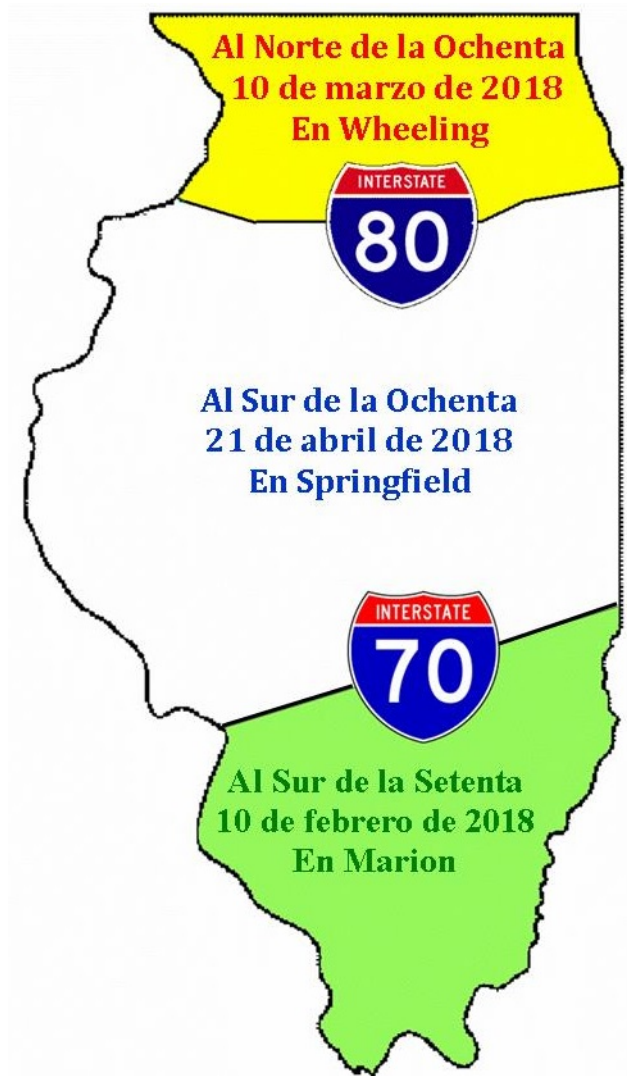 Al Norte de la Ochenta
10 de marzo de 2018
En Wheeling
INTERSTATE
80
Al Sur de la Ochenta
21 de abril de 2018
En Springfield
INTERSTATE
70
Al Sur de la Setenta
10 de febrero de 2018
En Marion